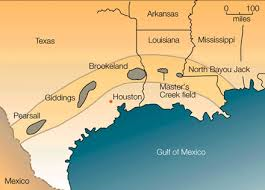 Arkansas
0 100
miles
Texas
Louisiana
Mississippi
Brookeland
North Bayou Jack
Giddings
Houston
Master's
Creek field
Pearsall
Gulf of Mexico
Mexico